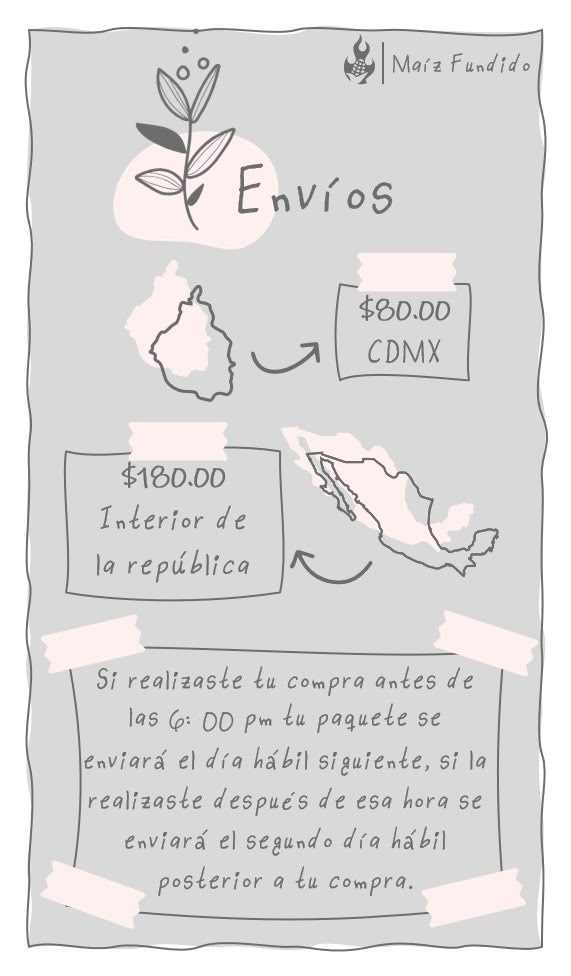 Maíz Fundido
Envíos
$80.00
CDMX
$180.00
Interior de
la república
Si realizaste tu compra antes de
las 6: 00 pm tu paquete se
enviará el día hábil siguiente, si la
realizaste después de esa hora se
enviará el segundo día hábil
posterior a tu compra.